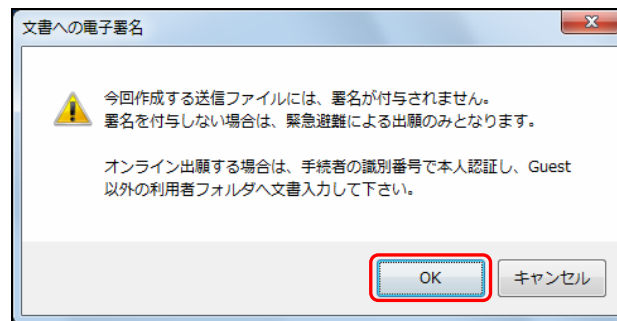 文書への電子署名
今回作成する送信ファイルには、署名が付与されません。
署名を付与しない場合は、緊急避難による出願のみとなります。
オンライン出願する場合は、手続者の識別番号で本人認証し、Guest
以外の利用者フォルダへ文書入力して下さい。
OK
キャンセル